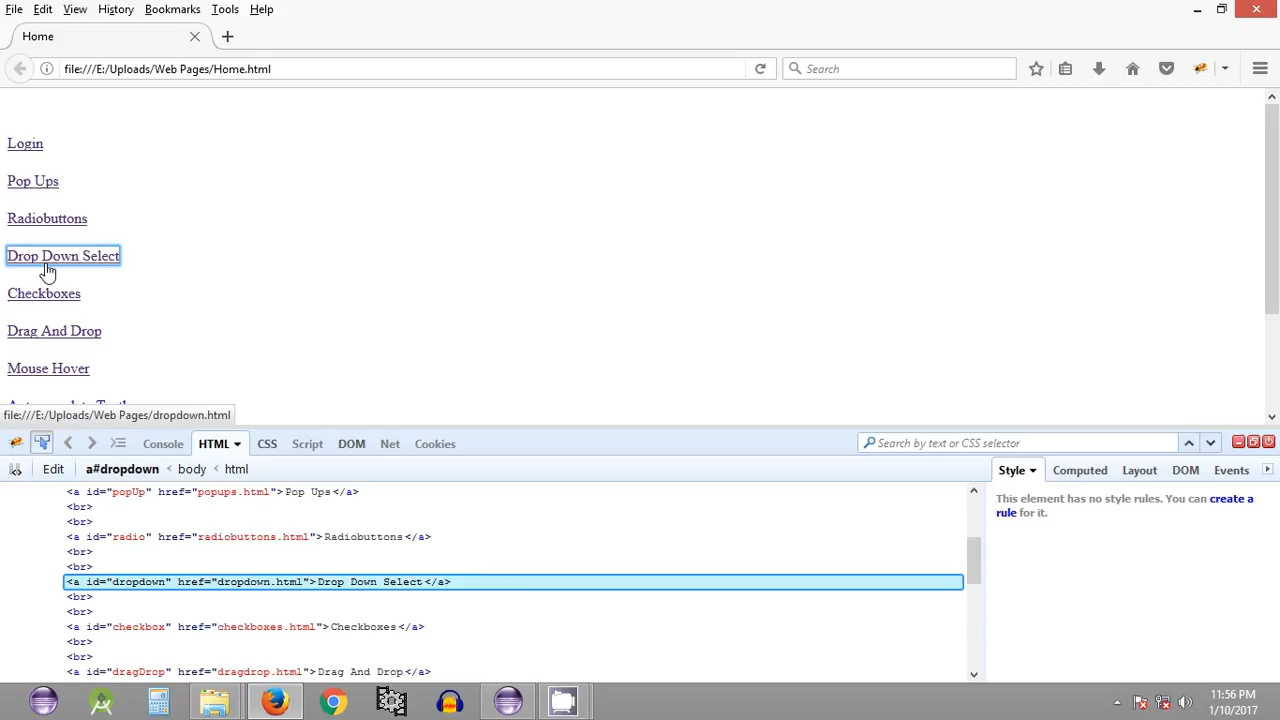 File Edit View History Bookmarks Tools Help
Home
file:///E:/Uploads/Web Pages/Home.html
Search
Login
Pop Ups
Radiobuttons
Drop Down Select
Checkboxes
Drag And Drop
Mouse Hover
file:///E:/Uploads/Web Pages/dropdown.html
Console HTML CSS Script DOM Net Cookies
Search by text or CSS selector
Edit a#dropdown < body < html
Style Computed Layout DOM Events
<a id="popUp" href="popups.html">Pop Ups</a>
<br>
<br>
<a id="radio" href="radiobuttons.html">Radiobuttons</a>
<br>
<br>
<a id="dropdown" href="dropdown.html">Drop Down Select</a>
<br>
<br>
<a id="checkbox" href="checkboxes.html">Checkboxes</a>
<br>
<br>
<a id="dragDrop" href="dragdrop.html">Drag And Drop</a>
This element has no style rules. You can create a
rule for it.
11:56 PM
1/10/2017